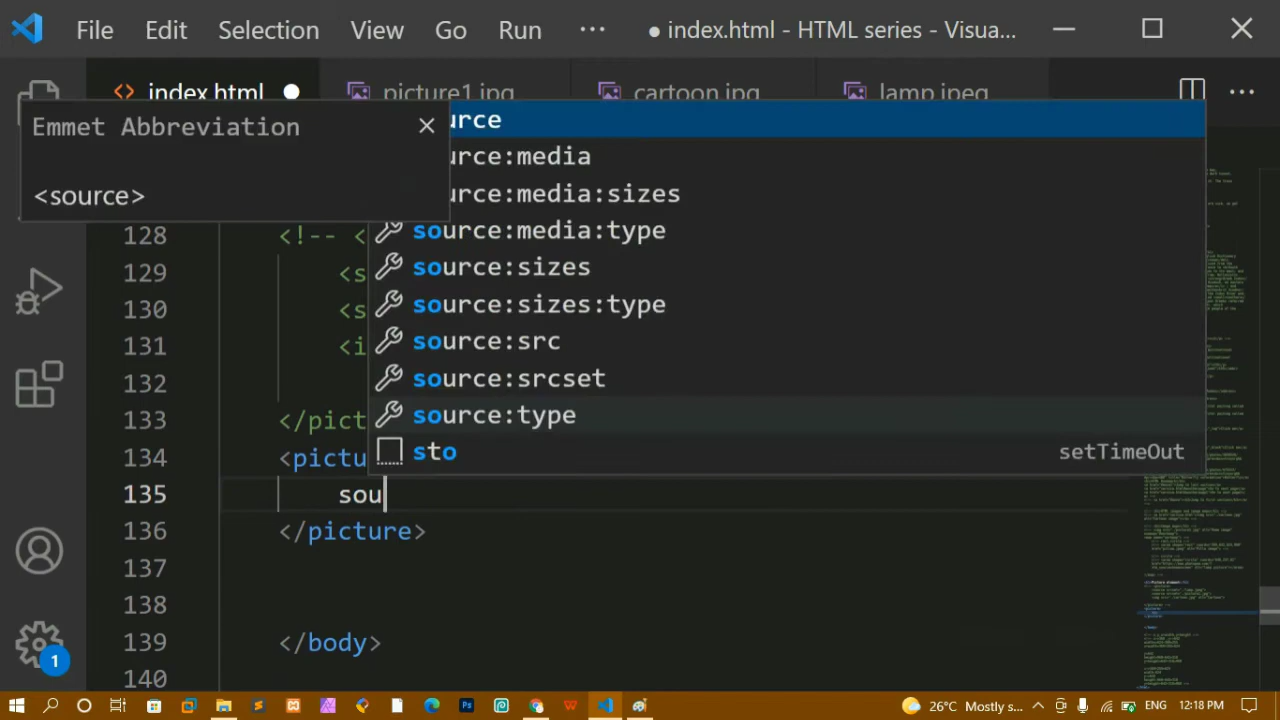 File Edit Selection View Go Run ··· ● index.html - HTML series - Visua...
index.html picture1.jpg cartoon.jpg lamp.jpeg
Emmet Abbreviation
<source>
urce
urce:media
urce:media:sizes
source:media:type
source:sizes
source:sizes:type
source:src
source:srcset
source:type
sto setTimeOut
128 <!-- <
129 <s
130 <s
131 <i
132
133 </pict
134 <pictu
135 sou
136 </picture>
137
138
139 </body>
140
1
26°C Mostly s... ENG 12:18 PM